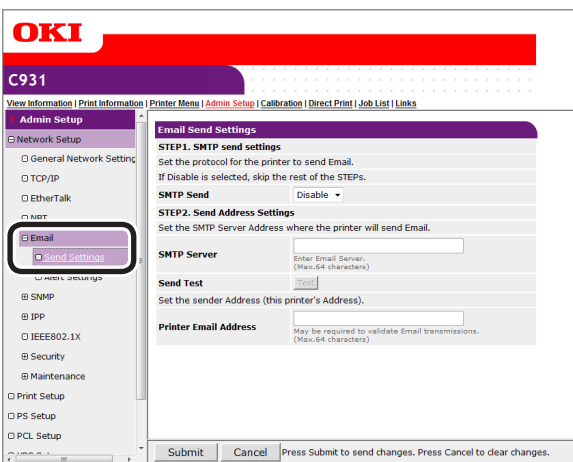 OKI
C931
View Information | Print Information | Printer Menu | Admin Setup | Calibration | Direct Print | Job List | Links
Admin Setup
Network Setup
General Network Setting
TCP/IP
EtherTalk
NBT
Email
Send Settings
Alert Settings
SNMP
IPP
IEEE802.1X
Security
Maintenance
Print Setup
PS Setup
PCL Setup
Email Send Settings
STEP1. SMTP send settings
Set the protocol for the printer to send Email.
If Disable is selected, skip the rest of the STEPs.
SMTP Send Disable
STEP2. Send Address Settings
Set the SMTP Server Address where the printer will send Email.
SMTP Server
Enter Email Server.
(Max.64 characters)
Send Test Test
Set the sender Address (this printer's Address).
Printer Email Address
May be required to validate Email transmissions.
(Max.64 characters)
Submit Cancel Press Submit to send changes. Press Cancel to clear changes.